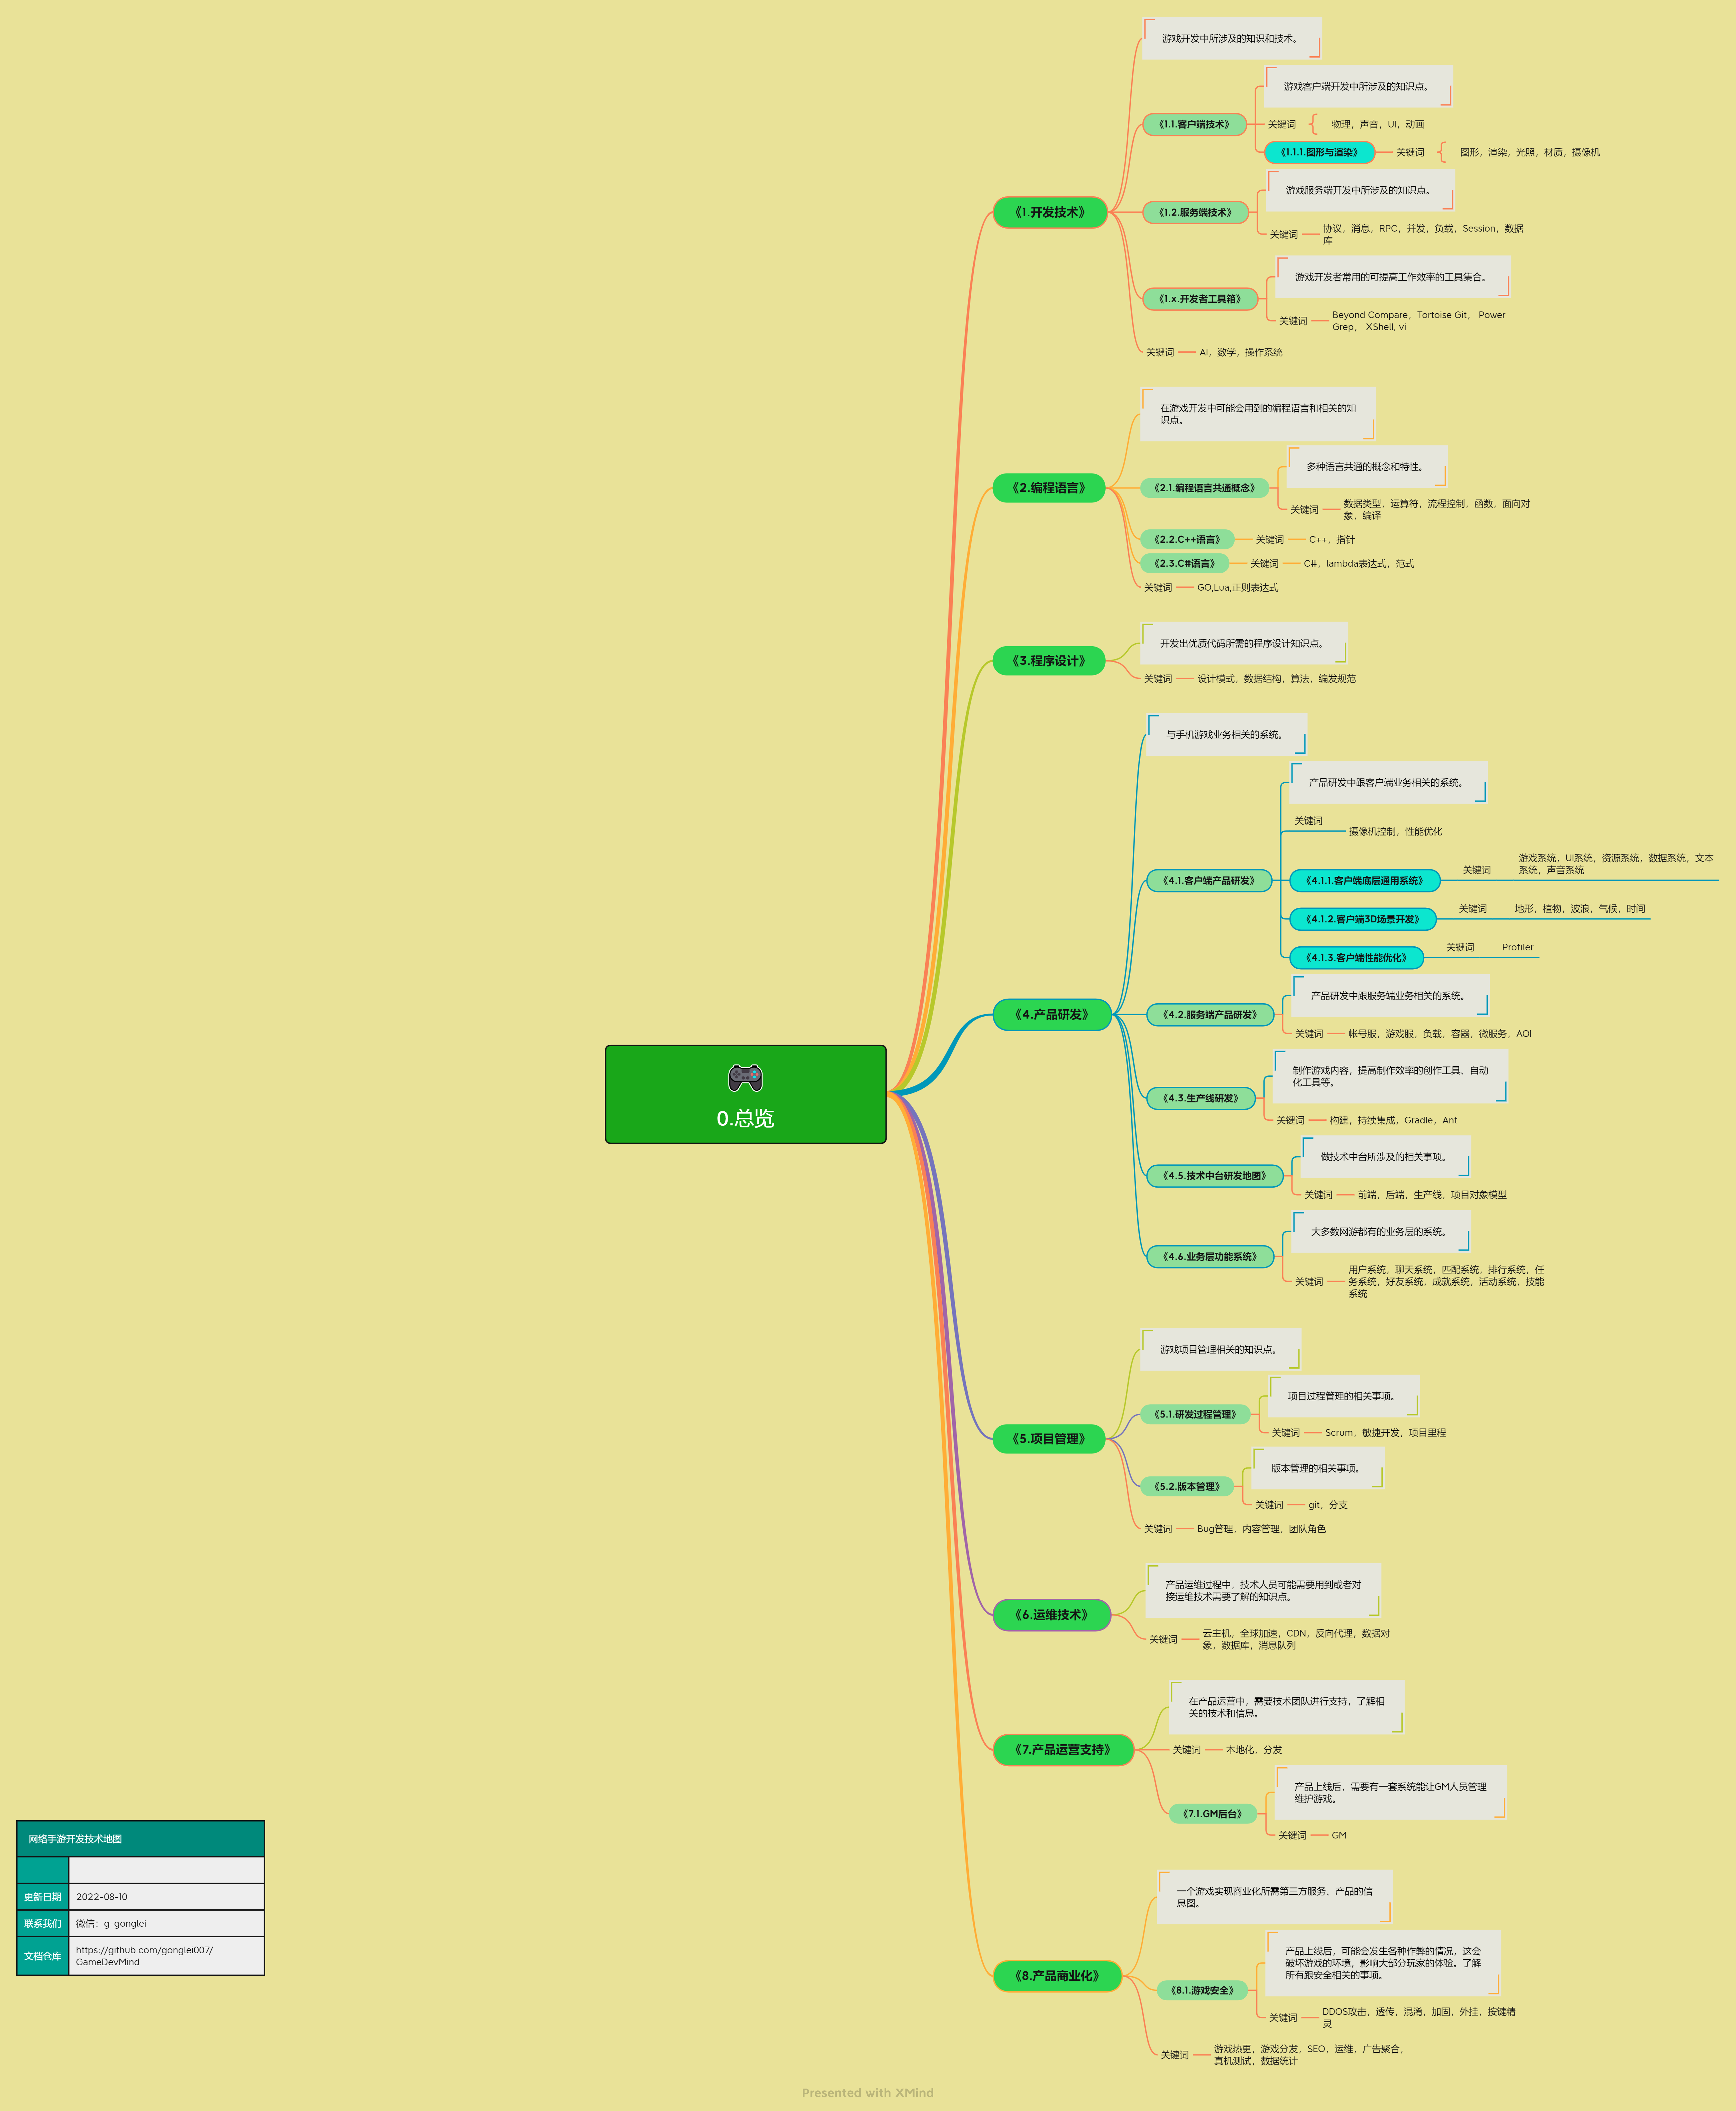 游戏开发中所涉及的知识和技术。
《1.开发技术》
《1.1.客户端技术》
游戏客户端开发中所涉及的知识点。
关键词
物理，声音，UI，动画
《1.1.1.图形与渲染》
关键词
图形，渲染，光照，材质，摄像机
《1.2.服务端技术》
游戏服务端开发中所涉及的知识点。
关键词
协议，消息，RPC，并发，负载，Session，数据
库
《1.x.开发者工具箱》
游戏开发者常用的可提高工作效率的工具集合。
关键词
Beyond Compare，Tortoise Git， Power
Grep， XShell, vi
关键词
AI，数学，操作系统
《2.编程语言》
在游戏开发中可能会用到的编程语言和相关的知
识点。
《2.1.编程语言共通概念》
多种语言共通的概念和特性。
关键词
数据类型，运算符，流程控制，函数，面向对
象，编译
《2.2.C++语言》
关键词
C++，指针
《2.3.C#语言》
关键词
C#，lambda表达式，范式
关键词
GO,Lua,正则表达式
《3.程序设计》
开发出优质代码所需的程序设计知识点。
关键词
设计模式，数据结构，算法，编发规范
《4.产品研发》
与手机游戏业务相关的系统。
《4.1.客户端产品研发》
产品研发中跟客户端业务相关的系统。
关键词
摄像机控制，性能优化
《4.1.1.客户端底层通用系统》
关键词
游戏系统，UI系统，资源系统，数据系统，文本
系统，声音系统
《4.1.2.客户端3D场景开发》
关键词
地形，植物，波浪，气候，时间
《4.1.3.客户端性能优化》
关键词
Profiler
《4.2.服务端产品研发》
产品研发中跟服务端业务相关的系统。
关键词
帐号服，游戏服，负载，容器，微服务，AOI
《4.3.生产线研发》
制作游戏内容，提高制作效率的创作工具、自动
化工具等。
关键词
构建，持续集成，Gradle，Ant
《4.5.技术中台研发地图》
做技术中台所涉及的相关事项。
关键词
前端，后端，生产线，项目对象模型
《4.6.业务层功能系统》
大多数网游都有的业务层的系统。
关键词
用户系统，聊天系统，匹配系统，排行系统，任
务系统，好友系统，成就系统，活动系统，技能
系统
0.总览
《5.项目管理》
游戏项目管理相关的知识点。
《5.1.研发过程管理》
项目过程管理的相关事项。
关键词
Scrum，敏捷开发，项目里程
《5.2.版本管理》
版本管理的相关事项。
关键词
git，分支
关键词
Bug管理，内容管理，团队角色
《6.运维技术》
产品运维过程中，技术人员可能需要用到或者对
接运维技术需要了解的知识点。
关键词
云主机，全球加速，CDN，反向代理，数据对
象，数据库，消息队列
《7.产品运营支持》
在产品运营中，需要技术团队进行支持，了解相
关的技术和信息。
关键词
本地化，分发
《7.1.GM后台》
产品上线后，需要有一套系统能让GM人员管理
维护游戏。
关键词
GM
《8.产品商业化》
一个游戏实现商业化所需第三方服务、产品的信
息图。
《8.1.游戏安全》
产品上线后，可能会发生各种作弊的情况，这会
破坏游戏的环境，影响大部分玩家的体验。了解
所有跟安全相关的事项。
关键词
DDOS攻击，透传，混淆，加固，外挂，按键精
灵
关键词
游戏热更，游戏分发，SEO，运维，广告聚合，
真机测试，数据统计
网络手游开发技术地图
更新日期
2022-08-10
联系我们
微信：g-gonglei
文档仓库
https://github.com/gonglei007/
GameDevMind
Presented with XMind